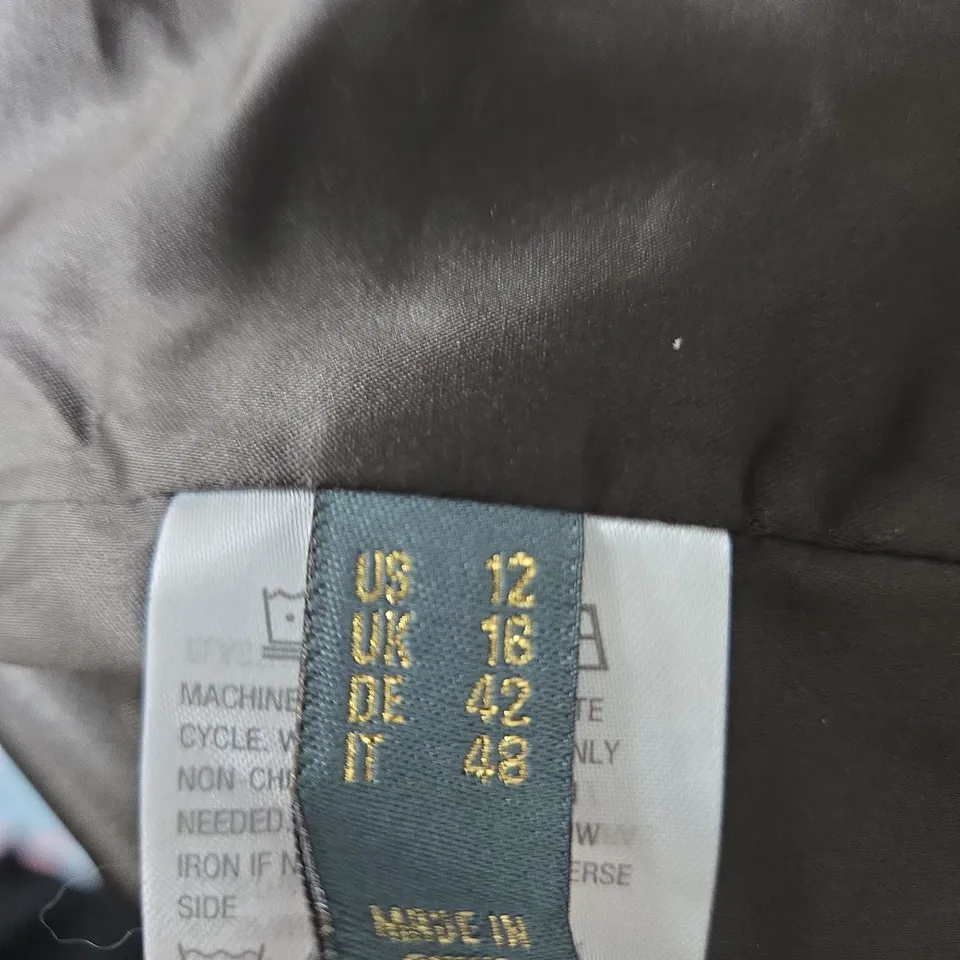 US 12
UK 16
DE 42
IT 48
MADE IN
MACHINE TE
CYCLE. W NLY
NON-CH
NEEDED. W
IRON IF N ERSE
SIDE